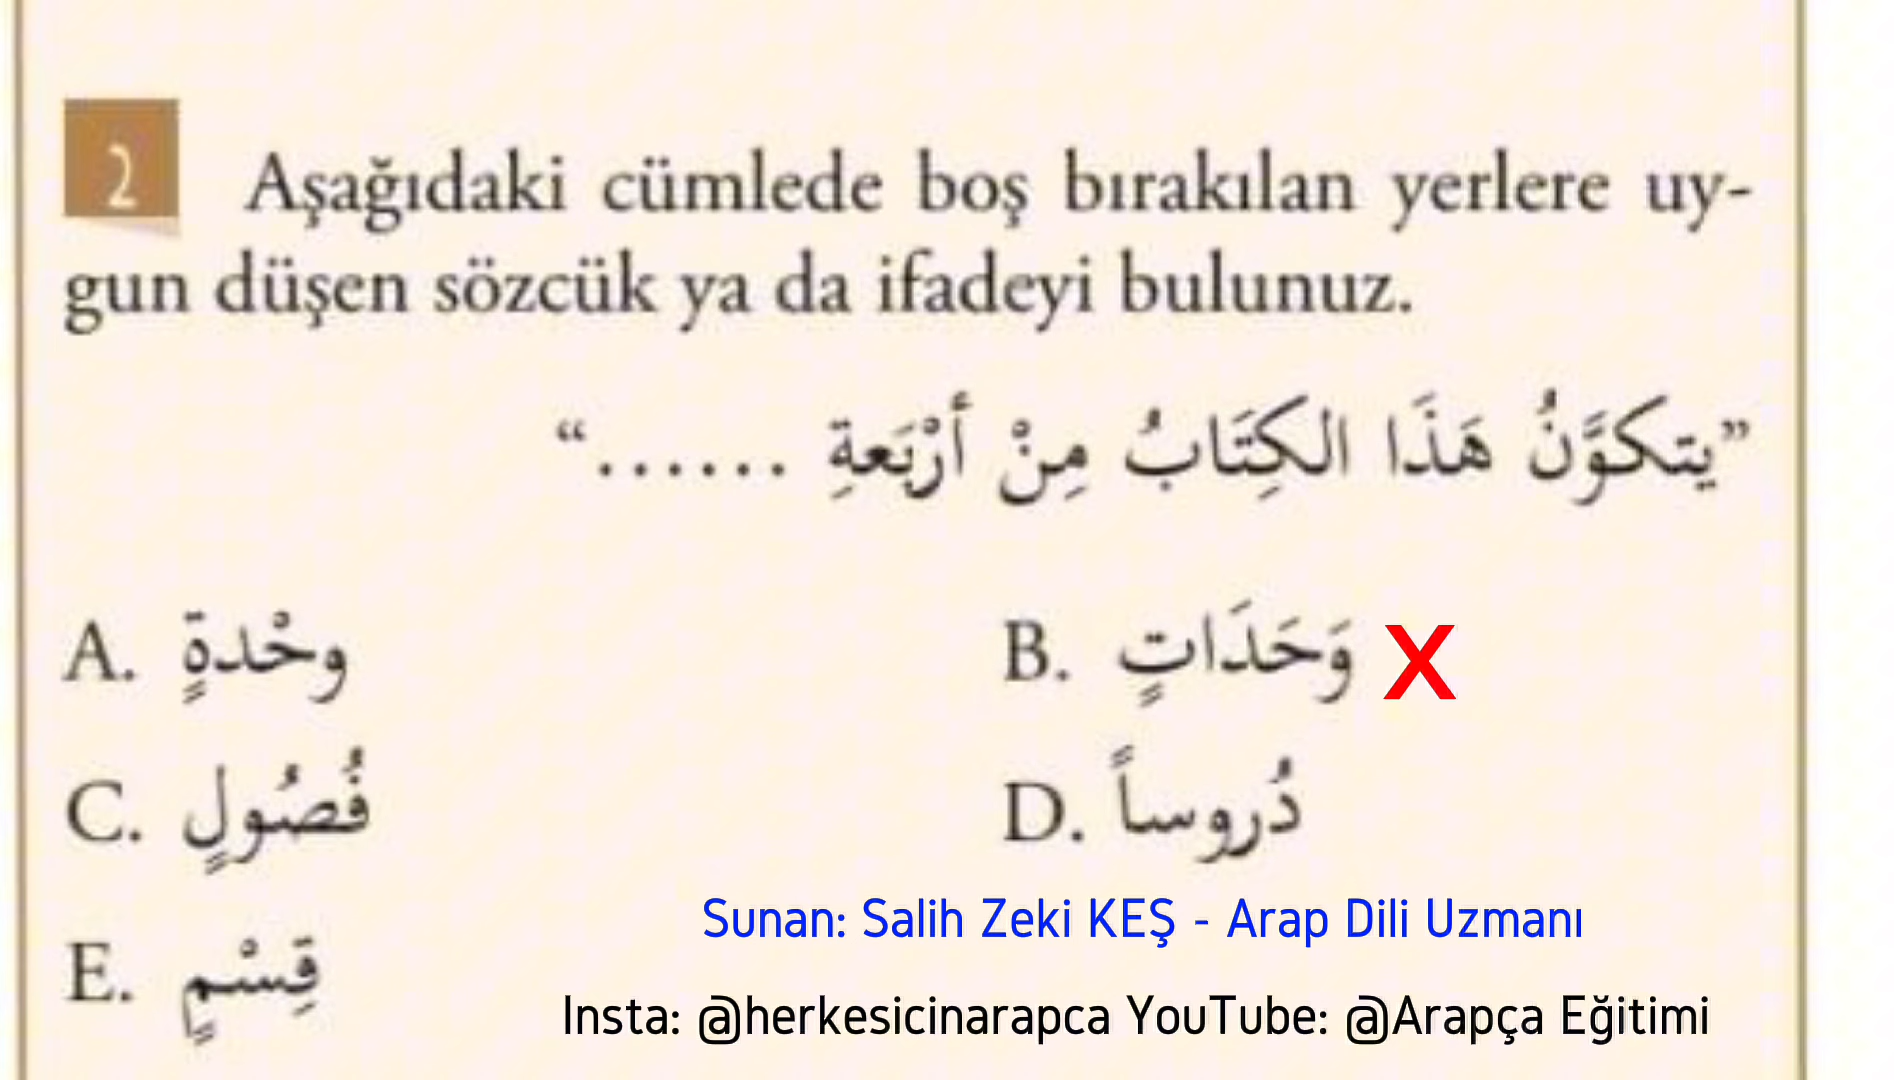 2 Aşağıdaki cümlede boş bırakılan yerlere uy-
gun düşen sözcük ya da ifadeyi bulunuz.
”يتكوَّنُ هَذَا الكِتَابُ مِنْ أَرْبَعةِ ......“
A. وحْدةٍ B. وَحَدَاتٍ X
C. فُصُولٍ D. دُروساً
E. قِسْمٍ
Sunan: Salih Zeki KEŞ - Arap Dili Uzmanı
Insta: @herkesicinarapca YouTube: @Arapça Eğitimi